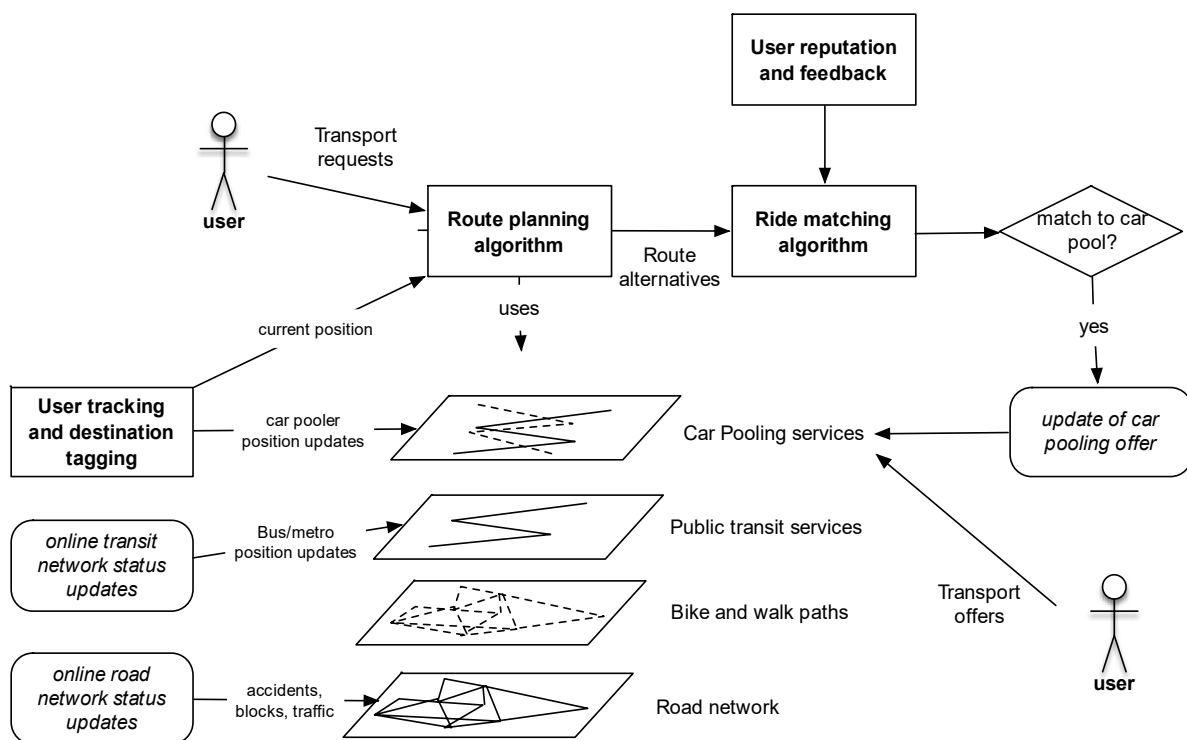 User reputation
and feedback
Transport
requests
user
Route planning
algorithm
Route
alternatives
Ride matching
algorithm
match to car
pool?
uses
yes
current position
User tracking
and destination
tagging
car pooler
position updates
Car Pooling services
update of car
pooling offer
online transit
network status
updates
Bus/metro
position updates
Public transit services
Bike and walk paths
Transport
offers
user
online road
network status
updates
accidents,
blocks, traffic
Road network